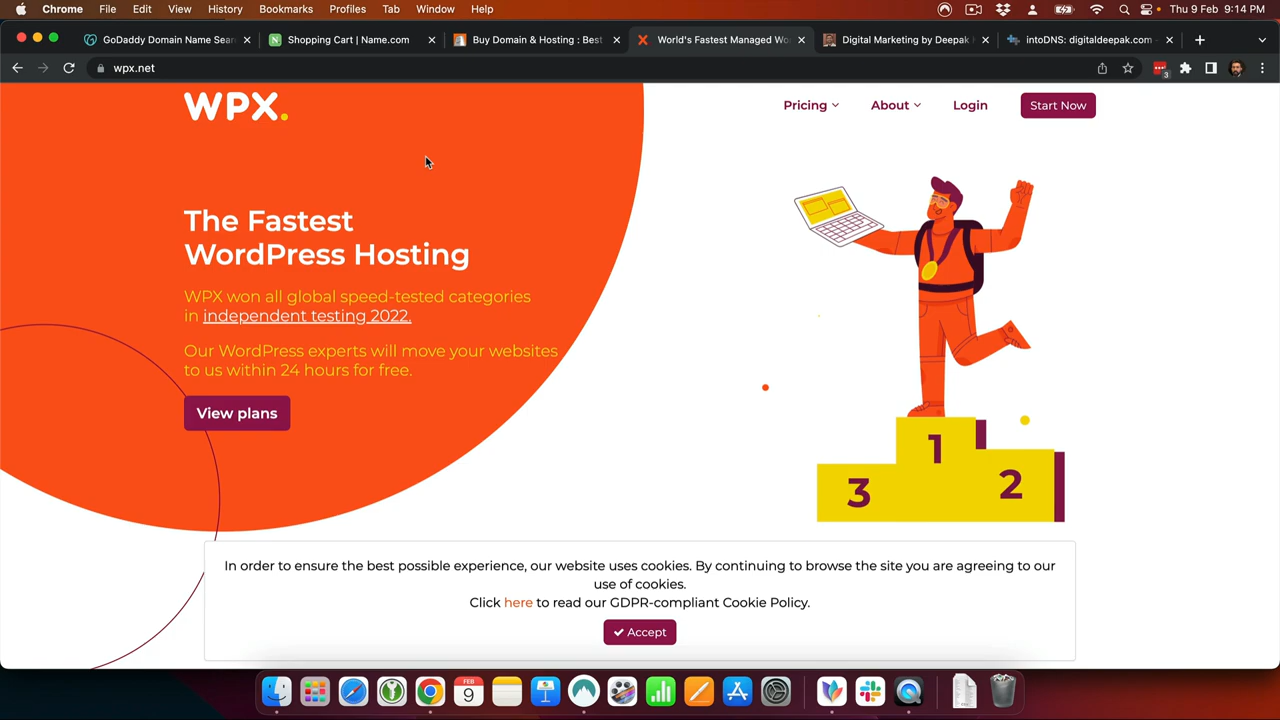 Chrome File Edit View History Bookmarks Profiles Tab Window Help Thu 9 Feb 9:14 PM
GoDaddy Domain Name Sear Shopping Cart | Name.com Buy Domain & Hosting : Best World's Fastest Managed Wo Digital Marketing by Deepak intoDNS: digitaldeepak.com -
wpx.net 3
WPX.
Pricing About Login Start Now
The Fastest
WordPress Hosting
WPX won all global speed-tested categories
in independent testing 2022.
Our WordPress experts will move your websites
to us within 24 hours for free.
View plans
1
3 2
In order to ensure the best possible experience, our website uses cookies. By continuing to browse the site you are agreeing to our
use of cookies.
Click here to read our GDPR-compliant Cookie Policy.
Accept
FEB
9